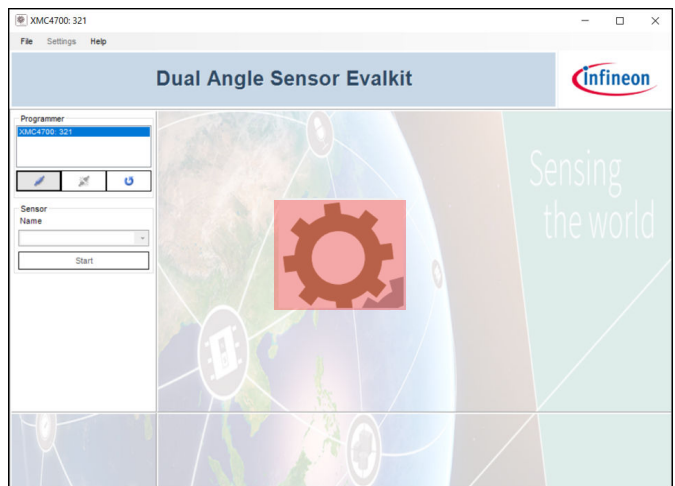 XMC4700: 321
File Settings Help
Dual Angle Sensor Evalkit
infineon
Programmer
XMC4700: 321
Sensor
Name
Start
Sensing
the world